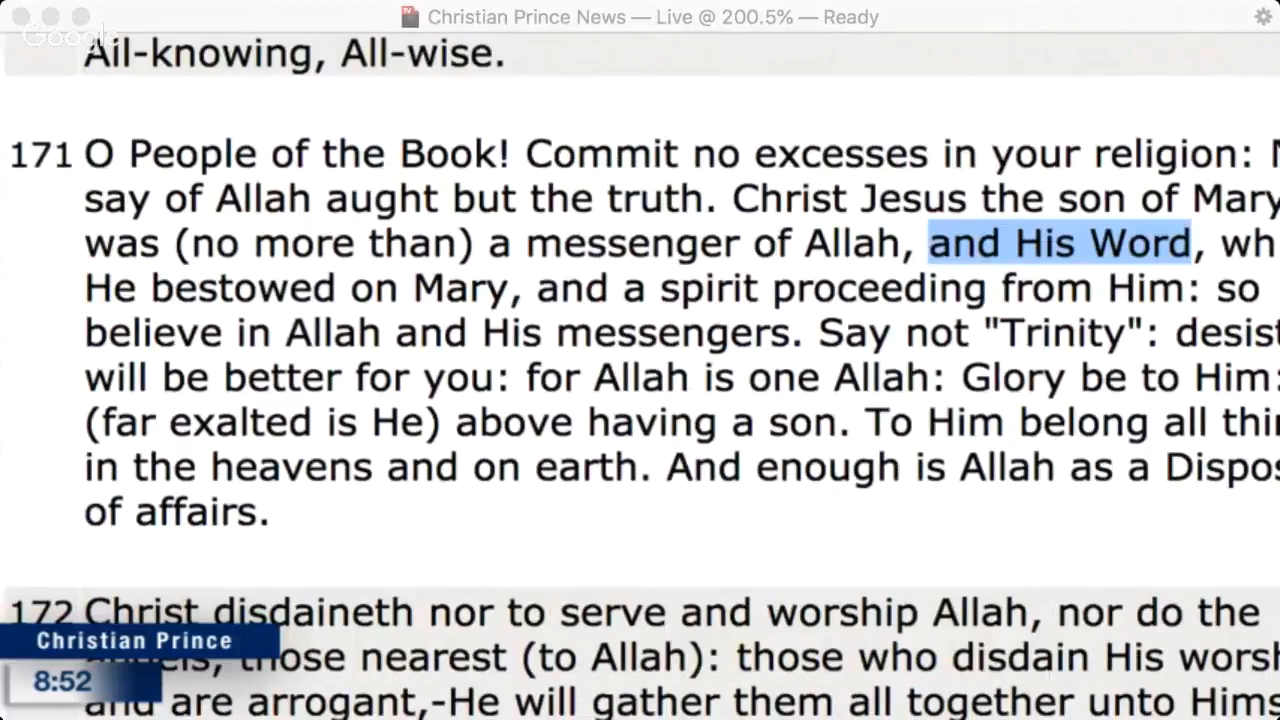 Christian Prince News — Live @ 200.5% — Ready
Google
All-knowing, All-wise.
171 O People of the Book! Commit no excesses in your religion:
say of Allah aught but the truth. Christ Jesus the son of Mary
was (no more than) a messenger of Allah, and His Word,
He bestowed on Mary, and a spirit proceeding from Him: so
believe in Allah and His messengers. Say not "Trinity":
will be better for you: for Allah is one Allah: Glory be to Him:
(far exalted is He) above having a son. To Him belong all
in the heavens and on earth. And enough is Allah as a
of affairs.
172 Christ disdaineth nor to serve and worship Allah, nor do the
Christian Prince
angels, those nearest (to Allah): those who disdain His
8:52
and are arrogant,-He will gather them all together unto